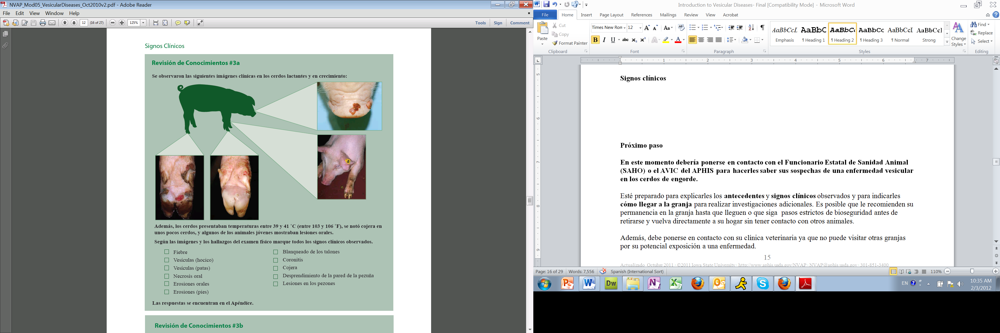 NVAP_Mod05_VesicularDiseases_Oct2010v2.pdf - Adobe Reader
File Edit View Window Help
12 (16 of 27) 125% Tools Sign Comment
Signos Clínicos
Revisión de Conocimientos #3a
Se observaron las siguientes imágenes clínicas en los cerdos lactantes y en crecimiento:
Además, los cerdos presentaban temperaturas entre 39 y 41 ˚C (entre 103 y 106 ˚F), se notó cojera en
unos pocos cerdos, y algunos de los animales jóvenes mostraban lesiones orales.
Según las imágenes y los hallazgos del examen físico marque todos los signos clínicos observados.
Fiebre
Vesículas (hocico)
Vesículas (patas)
Necrosis oral
Erosiones orales
Erosiones (pies)
Blanqueado de los talones
Coronitis
Cojera
Desprendimiento de la pared de la pezuña
Lesiones en los pezones
Las respuestas se encuentran en el Apéndice.
Revisión de Conocimientos #3b
Introduction to Vesicular Diseases- Final [Compatibility Mode] - Microsoft Word
File Home Insert Page Layout References Mailings Review View Acrobat
Paste
Cut
Copy
Format Painter
Clipboard
Times New Ron 12
Font
Paragraph
AaBbCcL AaBbC AaBbCc AaBbCc AaBbCcI AaBbCcl
Emphasis ¶ Heading 1 ¶ Heading 2 ¶ Heading 3 ¶ Normal Strong
Change
Styles
Styles
Find
Replace
Select
Editing
1 2 3 4 5 6 7
5
6
7
8
9
Signos clínicos
Próximo paso
En este momento debería ponerse en contacto con el Funcionario Estatal de Sanidad Animal
(SAHO) o el AVIC del APHIS para hacerles saber sus sospechas de una enfermedad vesicular
en los cerdos de engorde.
Esté preparado para explicarles los antecedentes y signos clínicos observados y para indicarles
cómo llegar a la granja para realizar investigaciones adicionales. Es posible que le recomienden su
permanencia en la granja hasta que lleguen o que siga pasos estrictos de bioseguridad antes de
retirarse y vuelva directamente a su hogar sin tener contacto con otros animales.
Además, debe ponerse en contacto con su clínica veterinaria ya que no puede visitar otras granjas
por su potencial exposición a una enfermedad.
15
Actualizado Octubre 2011 · ©2011 Iowa State University · http://www.aphis.usda.gov/NVAP · NVAP@aphis.usda.gov · 301-851-3400
Page: 16 of 29 Words: 7,556 Spanish (International Sort) 110%
EN
10:35 AM
2/3/2012